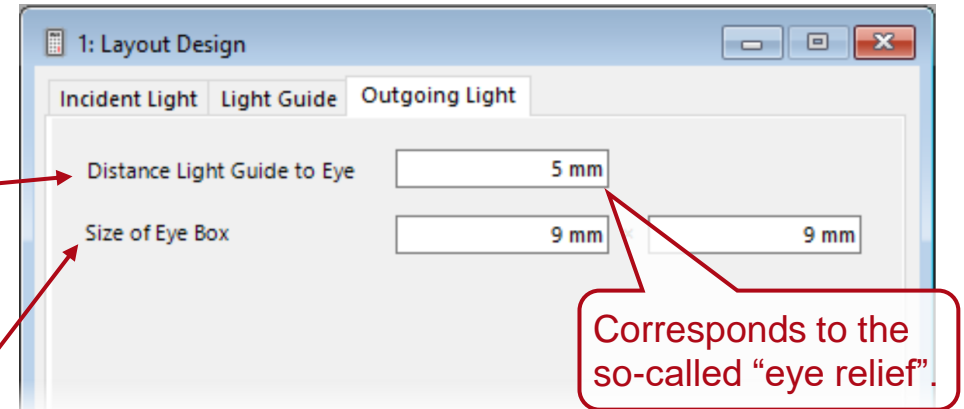 1: Layout Design
Incident Light Light Guide Outgoing Light
Distance Light Guide to Eye 5 mm
Size of Eye Box 9 mm × 9 mm
Corresponds to the
so-called “eye relief”.